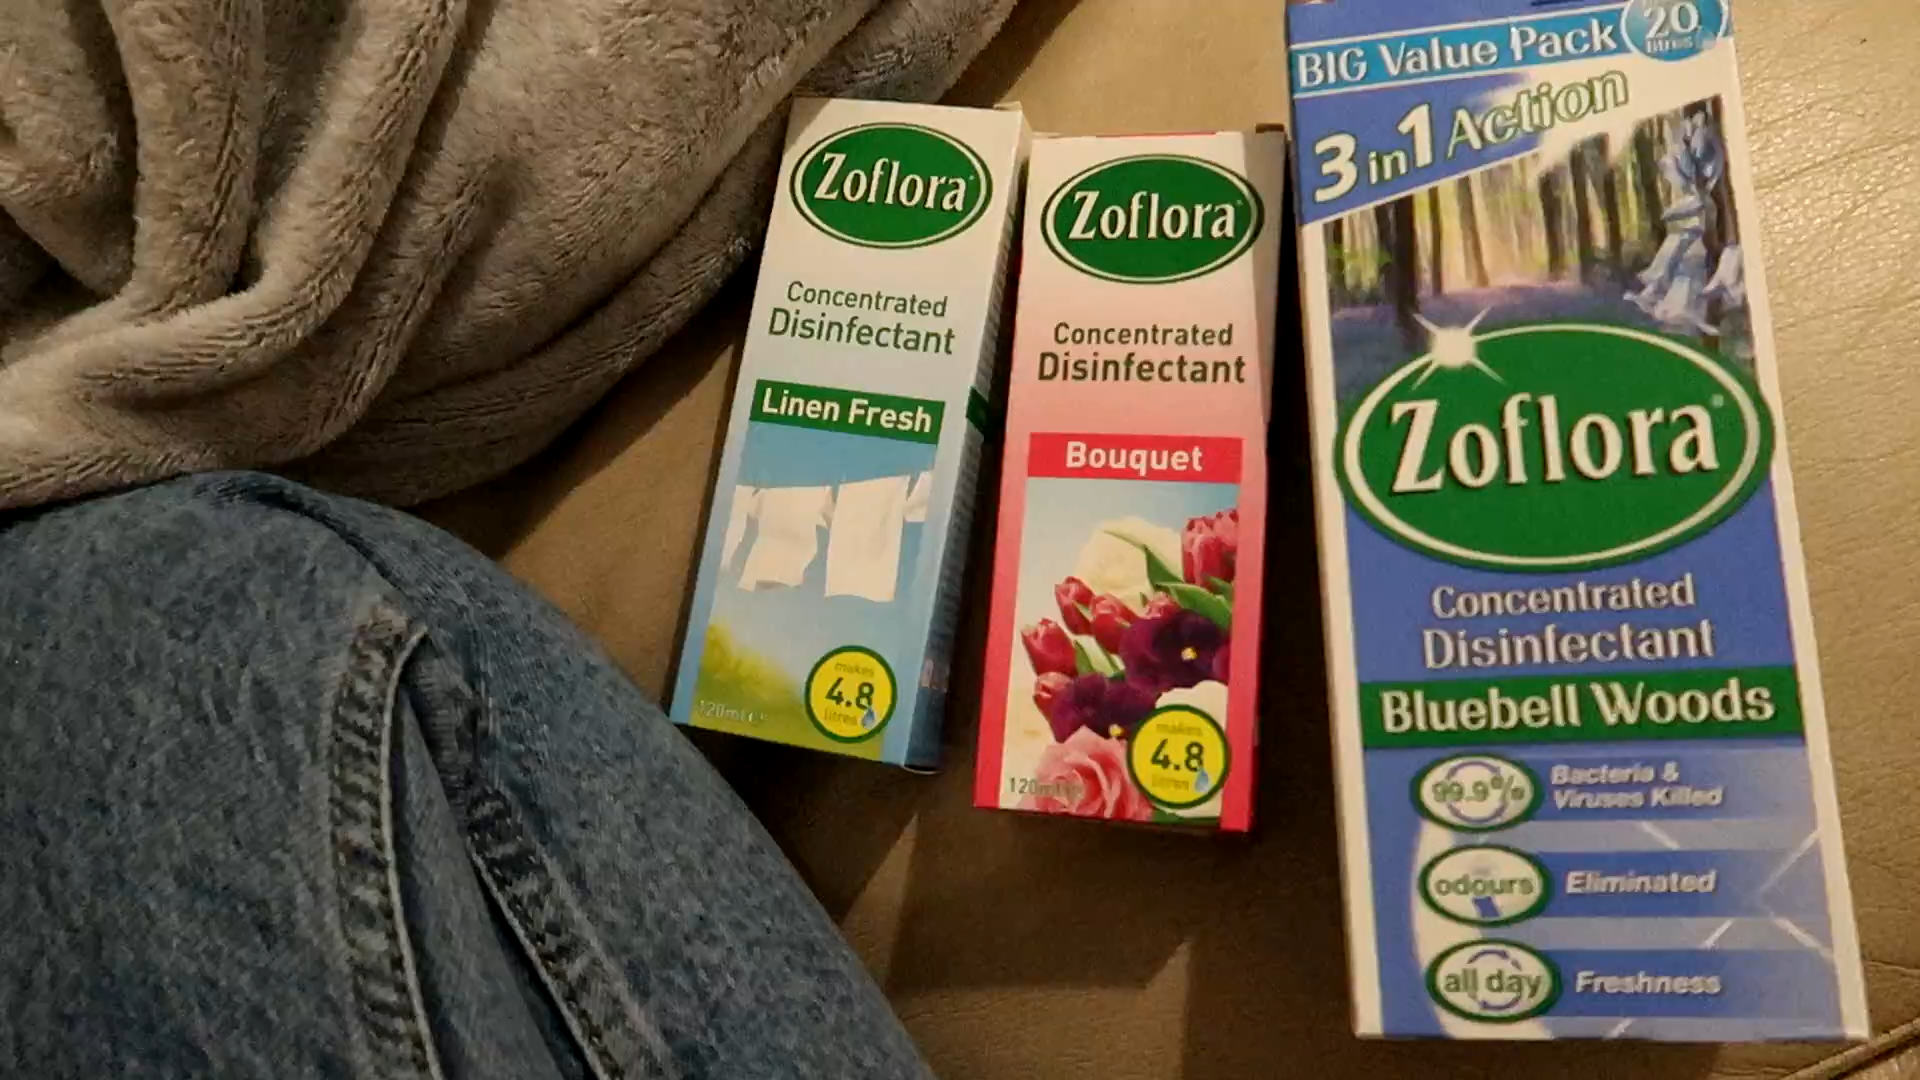 Zoflora
Concentrated
Disinfectant
Linen Fresh
makes
4.8
litres
120ml e
Zoflora
Concentrated
Disinfectant
Bouquet
makes
4.8
litres
120ml e
BIG Value Pack
20
litres
3 in 1 Action
Zoflora
Concentrated
Disinfectant
Bluebell Woods
99.9%
Bacteria &
Viruses Killed
odours
Eliminated
all day
Freshness